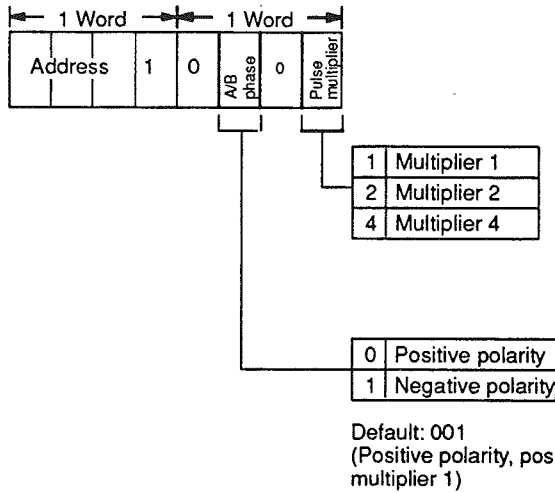 1 Word 1 Word
Address 1 0 A/B phase 0 Pulse multiplier
1 Multiplier 1
2 Multiplier 2
4 Multiplier 4
0 Positive polarity
1 Negative polarity,
Default: 001
(Positive polarity, pos
multiplier 1)